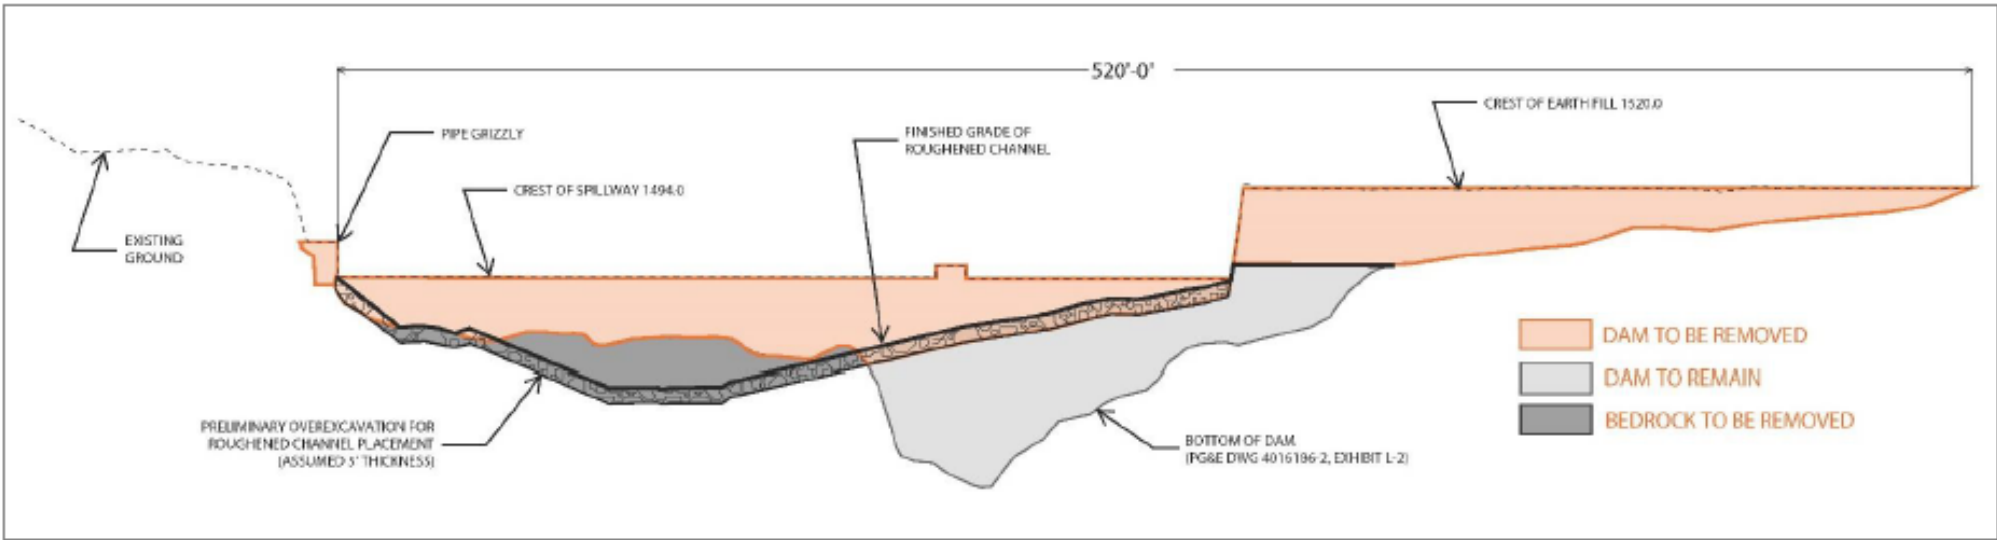 520'-0"
CREST OF EARTH FILL 1520.0
PIPE GRIZZLY
FINISHED GRADE OF
ROUGHENED CHANNEL
CREST OF SPILLWAY 1494.0
EXISTING
GROUND
DAM TO BE REMOVED
DAM TO REMAIN
BEDROCK TO BE REMOVED
PRELIMINARY OVEREXCAVATION FOR
ROUGHENED CHANNEL PLACEMENT
(ASSUMED 5' THICKNESS)
BOTTOM OF DAM
(PG&E DWG 4016196-2, EXHIBIT L-2)